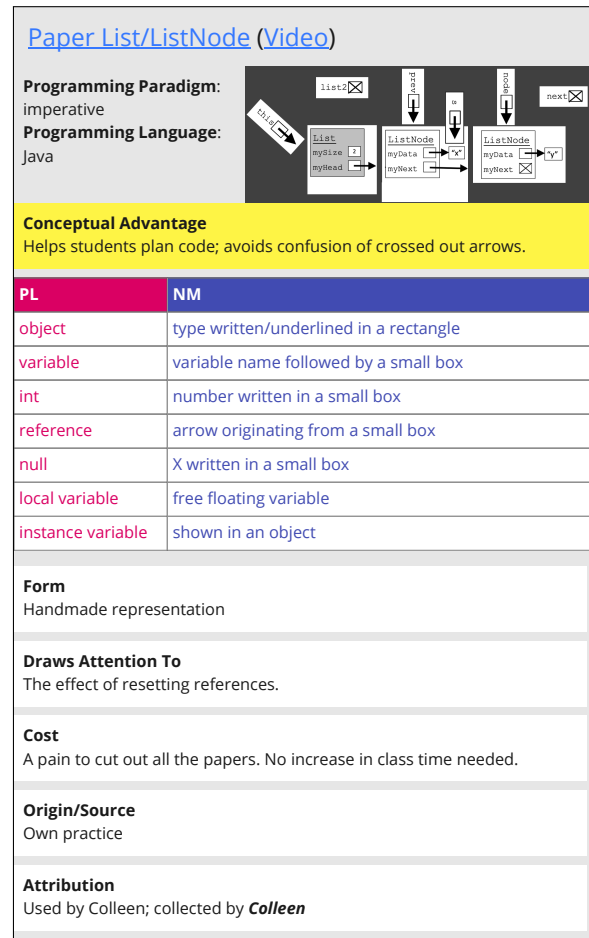 Paper List/ListNode (Video)
Programming Paradigm:
imperative
Programming Language:
Java
list2
prev
s
node
next
this
List
mySize 2
myHead
ListNode
myData "x"
myNext
ListNode
myData "y"
myNext
Conceptual Advantage
Helps students plan code; avoids confusion of crossed out arrows.
PL NM
object type written/underlined in a rectangle
variable variable name followed by a small box
int number written in a small box
reference arrow originating from a small box
null X written in a small box
local variable free floating variable
instance variable shown in an object
Form
Handmade representation
Draws Attention To
The effect of resetting references.
Cost
A pain to cut out all the papers. No increase in class time needed.
Origin/Source
Own practice
Attribution
Used by Colleen; collected by Colleen